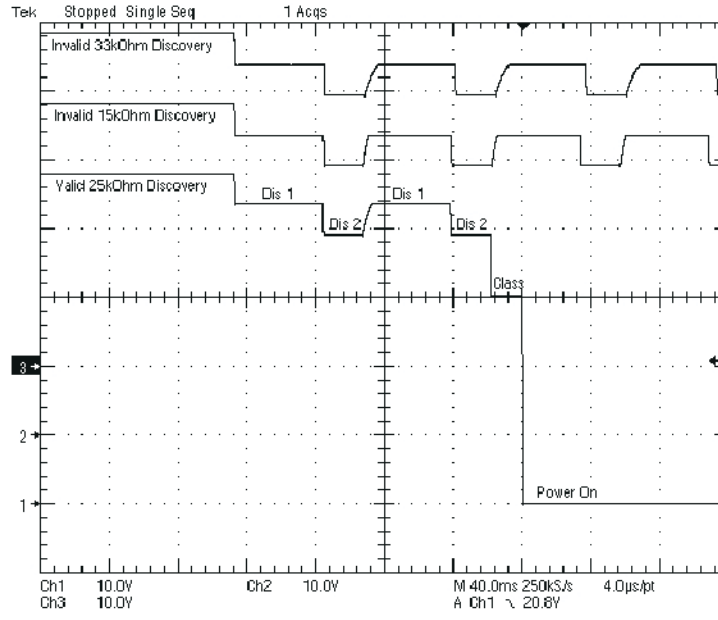 Tek Stopped Single Seq 1 Acqs
Invalid 33kOhm Discovery
Invalid 15kOhm Discovery
Valid 25kOhm Discovery
Dis 1
Dis 1
Dis 2
Dis 2
Class
3
2
1
Power On
Ch1 10.0V Ch2 10.0V M 40.0ms 250kS/s 4.0µs/pt
Ch3 10.0V A Ch1 20.8V